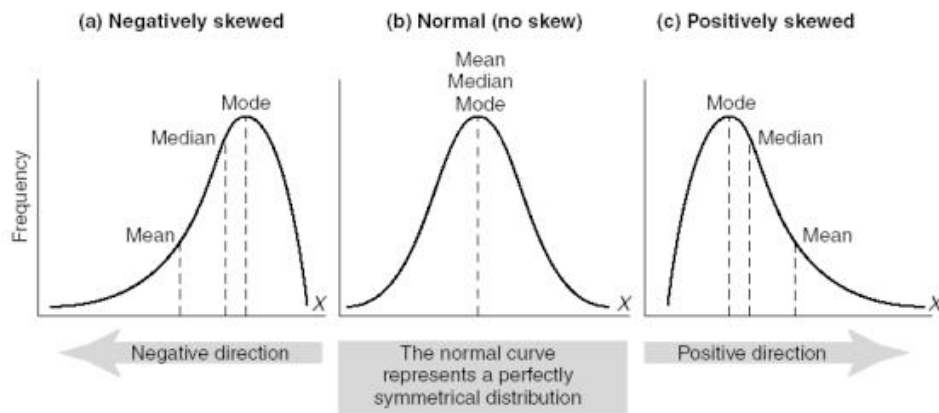 (a) Negatively skewed
(b) Normal (no skew)
(c) Positively skewed
Frequency
Mean
Median
Mode
X
Mean
Median
Mode
X
Mode
Median
Mean
X
Negative direction
The normal curve
represents a perfectly
symmetrical distribution
Positive direction